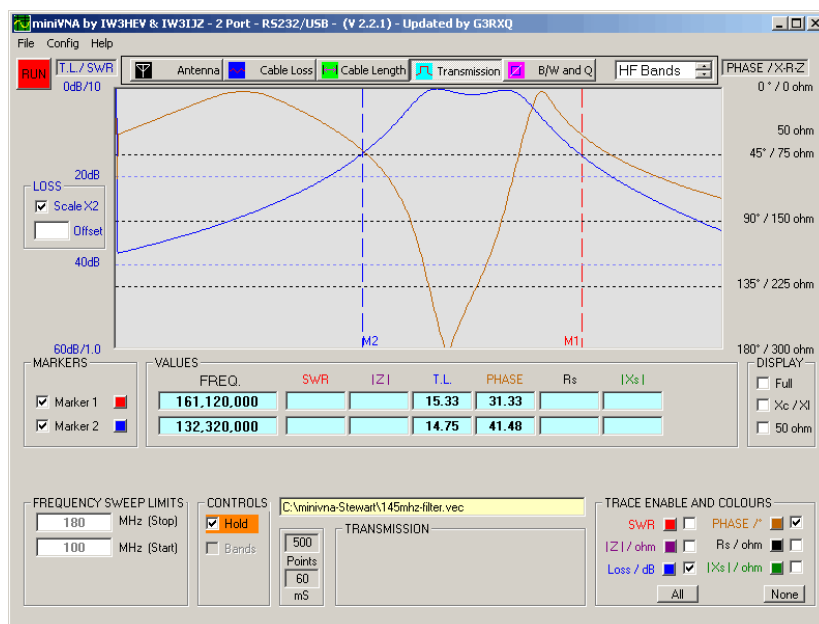 miniVNA by IW3HEV & IW3IJZ - 2 Port - RS232/USB - (V 2.2.1) - Updated by G3RXQ
File Config Help
RUN T.L./SWR Antenna Cable Loss Cable Length Transmission B/W and Q HF Bands PHASE /X-R-Z
0dB/10 0 ° / 0 ohm
50 ohm
45° / 75 ohm
20dB
LOSS
Scale X2
Offset
90° / 150 ohm
40dB
135° / 225 ohm
M2 M1
60dB/1.0 180° / 300 ohm
MARKERS VALUES DISPLAY
FREQ. SWR |Z| T.L. PHASE Rs |Xs|
Full
Marker 1 161,120,000 15.33 31.33 Xc / Xl
Marker 2 132,320,000 14.75 41.48 50 ohm
FREQUENCY SWEEP LIMITS CONTROLS C:\minivna-Stewart\145mhz-filter.vec TRACE ENABLE AND COLOURS
180 MHz (Stop) Hold TRANSMISSION SWR PHASE /°
100 MHz (Start) Bands 500 |Z| / ohm Rs / ohm
Points
60 Loss / dB |Xs| / ohm
mS All None